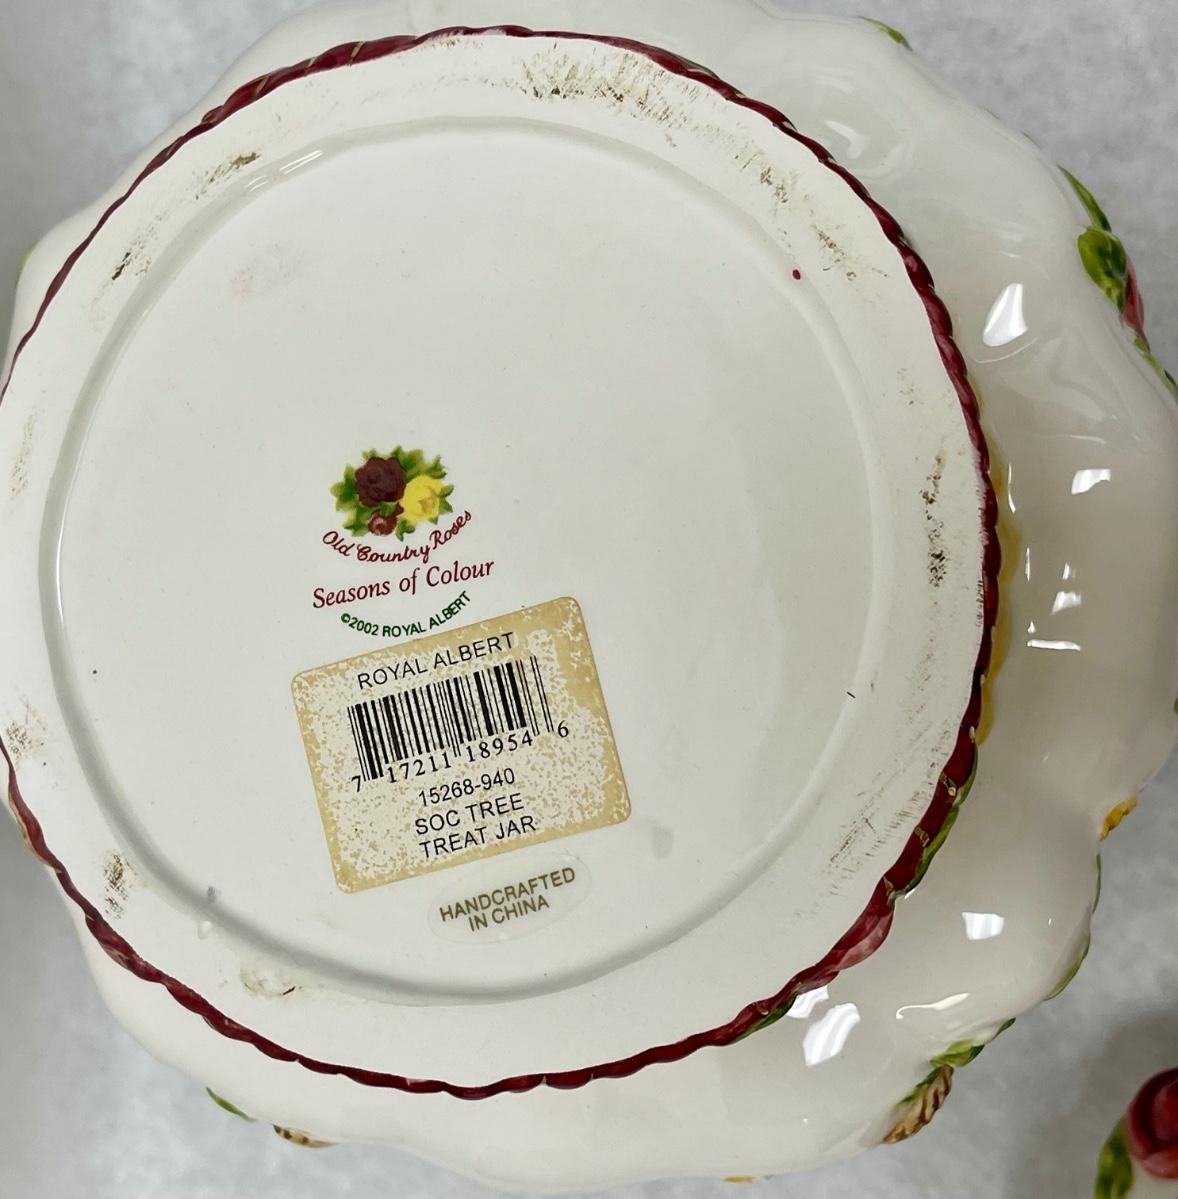 Old Country Roses
Seasons of Colour
©2002 ROYAL ALBERT
ROYAL ALBERT
7 17211 18954 6
15268-940
SOC TREE
TREAT JAR
HANDCRAFTED
IN CHINA